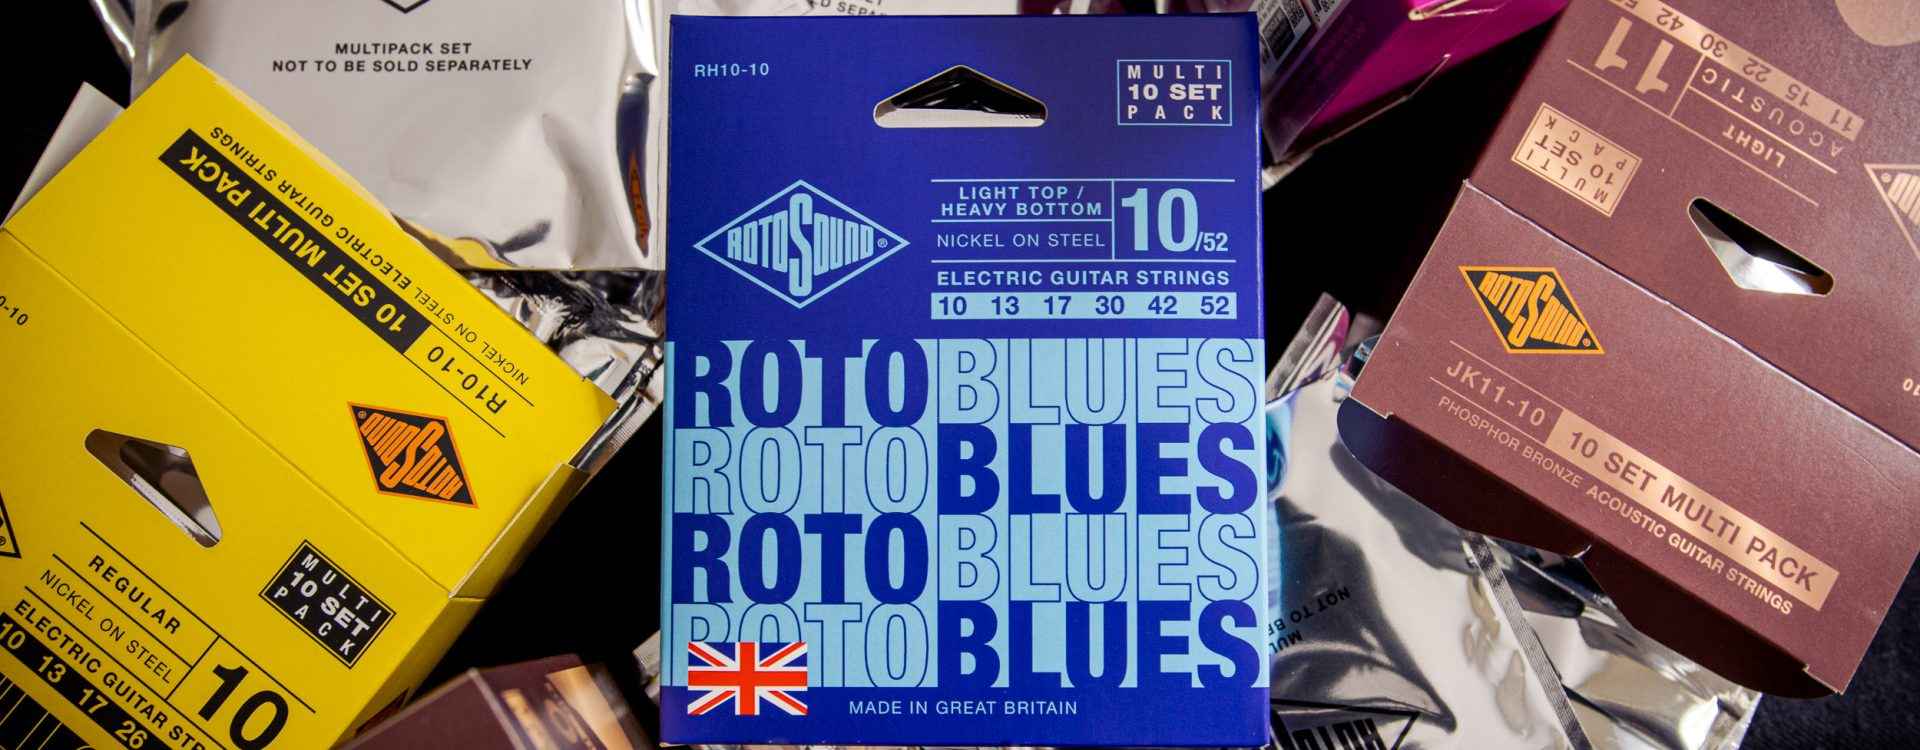 MULTIPACK SET
NOT TO BE SOLD SEPARATELY
RH10-10
MULTI
10 SET
PACK
ROTOSOUND®
LIGHT TOP /
HEAVY BOTTOM
10/52
NICKEL ON STEEL
ELECTRIC GUITAR STRINGS
10 13 17 30 42 52
ROTOBLUES
ROTOBLUES
ROTOBLUES
ROTOBLUES
MADE IN GREAT BRITAIN
NICKEL ON STEEL ELECTRIC GUITAR STRINGS
R10-10
10 SET MULTI PACK
ROTOSOUND®
MULTI
10 SET
PACK
REGULAR
10
NICKEL ON STEEL
ELECTRIC GUITAR
10 13 17 26
11 15 22 30 42
ACOUSTIC
LIGHT
11
MULTI
10 SET
PACK
ROTOSOUND®
JK11-10
10 SET MULTI PACK
PHOSPHOR BRONZE ACOUSTIC GUITAR STRINGS
NOT TO BE